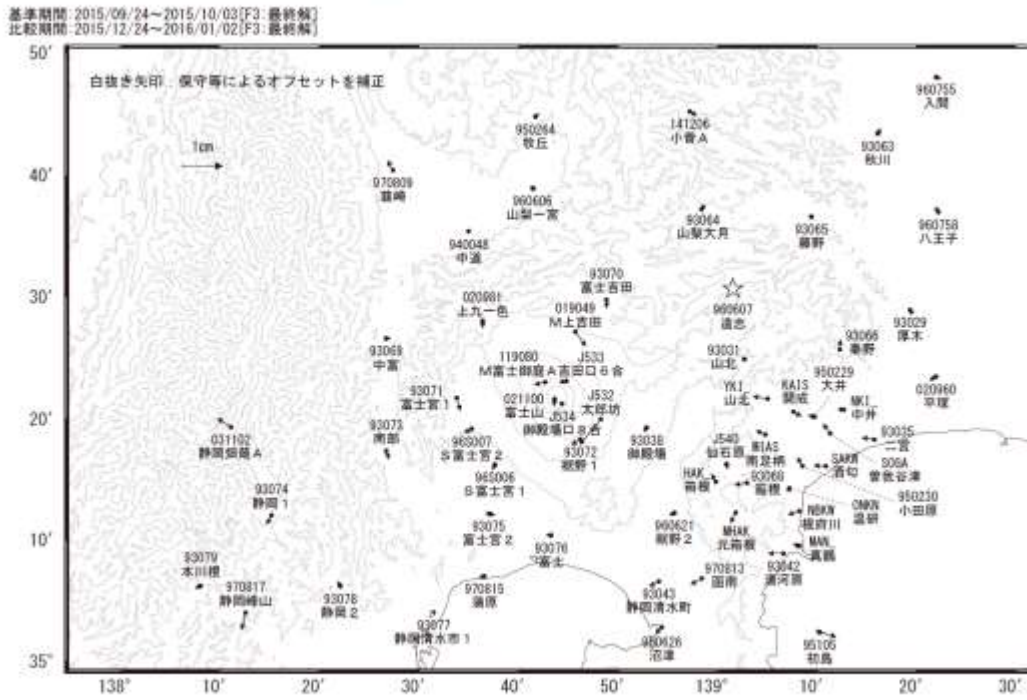 基準期間:2015/09/24～2015/10/03[F3:最終解]
比較期間:2015/12/24～2016/01/02[F3:最終解]
50′
白抜き矢印：保守等によるオフセットを補正
960755
入間
950264
牧丘
141206
小菅A
93063
秋川
1cm
40′
970809
韮崎
960606
山梨一宮
93064
山梨大月
93065
藤野
960758
八王子
940048
中道
93070
富士吉田
30′
020981
上九一色
019049
M上吉田
960607
道志
93029
厚木
93069
中富
93066
秦野
119080
M富士御庭A
J533
吉田口6合
93031
山北
950229
大井
020960
平塚
93071
富士宮1
021100
富士山
J532
太郎坊
YKI
山北
KAIS
開成
NKI
中井
20′
031102
静岡畑薙A
93073
南部
96S007
S富士宮2
J534
御殿場口8合
93072
裾野1
93038
御殿場
J540
仙石原
MIAS
南足柄
SAKW
酒匂
SOGA
曽我谷津
93035
二宮
96S006
S富士宮1
HAK
箱根
93068
箱根
950230
小田原
93074
静岡1
93075
富士宮2
960621
裾野2
MHAK
元箱根
NBKW
根府川
ONKN
温研
10′
93076
富士
MAN
真鶴
93079
本川根
970817
静岡峰山
93078
静岡2
970815
蒲原
93043
静岡清水町
970813
函南
93042
湯河原
93077
静岡清水市1
960626
沼津
95105
初島
35′
138°
10′
20′
30′
40′
50′
139°
10′
20′
30′